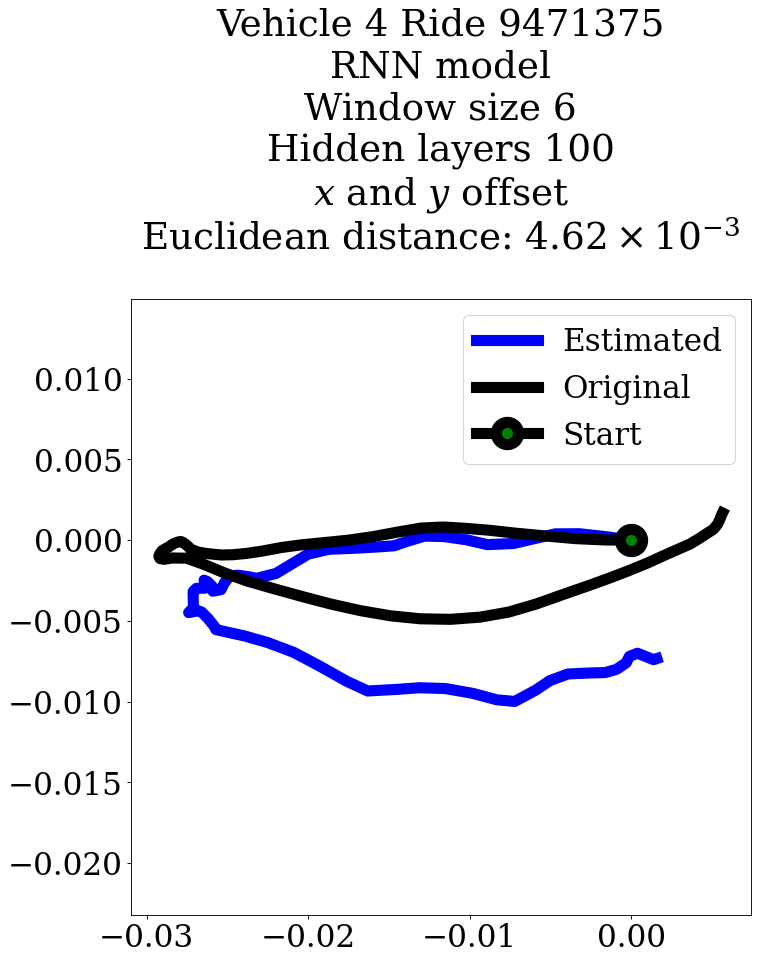 Vehicle 4 Ride 9471375
RNN model
Window size 6
Hidden layers 100
x and y offset
Euclidean distance: 4.62 × 10⁻³
Estimated
Original
Start
0.010
0.005
0.000
−0.005
−0.010
−0.015
−0.020
−0.03 −0.02 −0.01 0.00